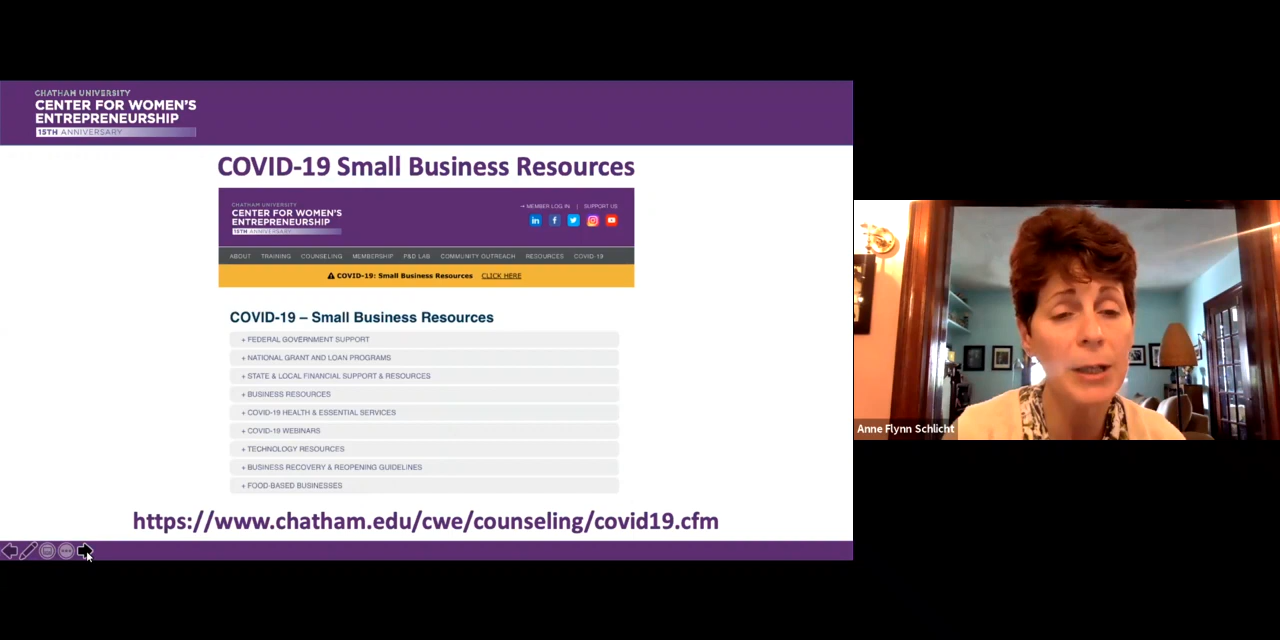 CHATHAM UNIVERSITY
CENTER FOR WOMEN'S
ENTREPRENEURSHIP
15TH ANNIVERSARY
COVID-19 Small Business Resources
CHATHAM UNIVERSITY
CENTER FOR WOMEN'S
ENTREPRENEURSHIP
15TH ANNIVERSARY
→ MEMBER LOG IN | SUPPORT US
ABOUT TRAINING COUNSELING MEMBERSHIP P&D LAB COMMUNITY OUTREACH RESOURCES COVID-19
COVID-19: Small Business Resources CLICK HERE
COVID-19 – Small Business Resources
+ FEDERAL GOVERNMENT SUPPORT
+ NATIONAL GRANT AND LOAN PROGRAMS
+ STATE & LOCAL FINANCIAL SUPPORT & RESOURCES
+ BUSINESS RESOURCES
+ COVID-19 HEALTH & ESSENTIAL SERVICES
+ COVID-19 WEBINARS
+ TECHNOLOGY RESOURCES
+ BUSINESS RECOVERY & REOPENING GUIDELINES
+ FOOD-BASED BUSINESSES
https://www.chatham.edu/cwe/counseling/covid19.cfm
Anne Flynn Schlicht